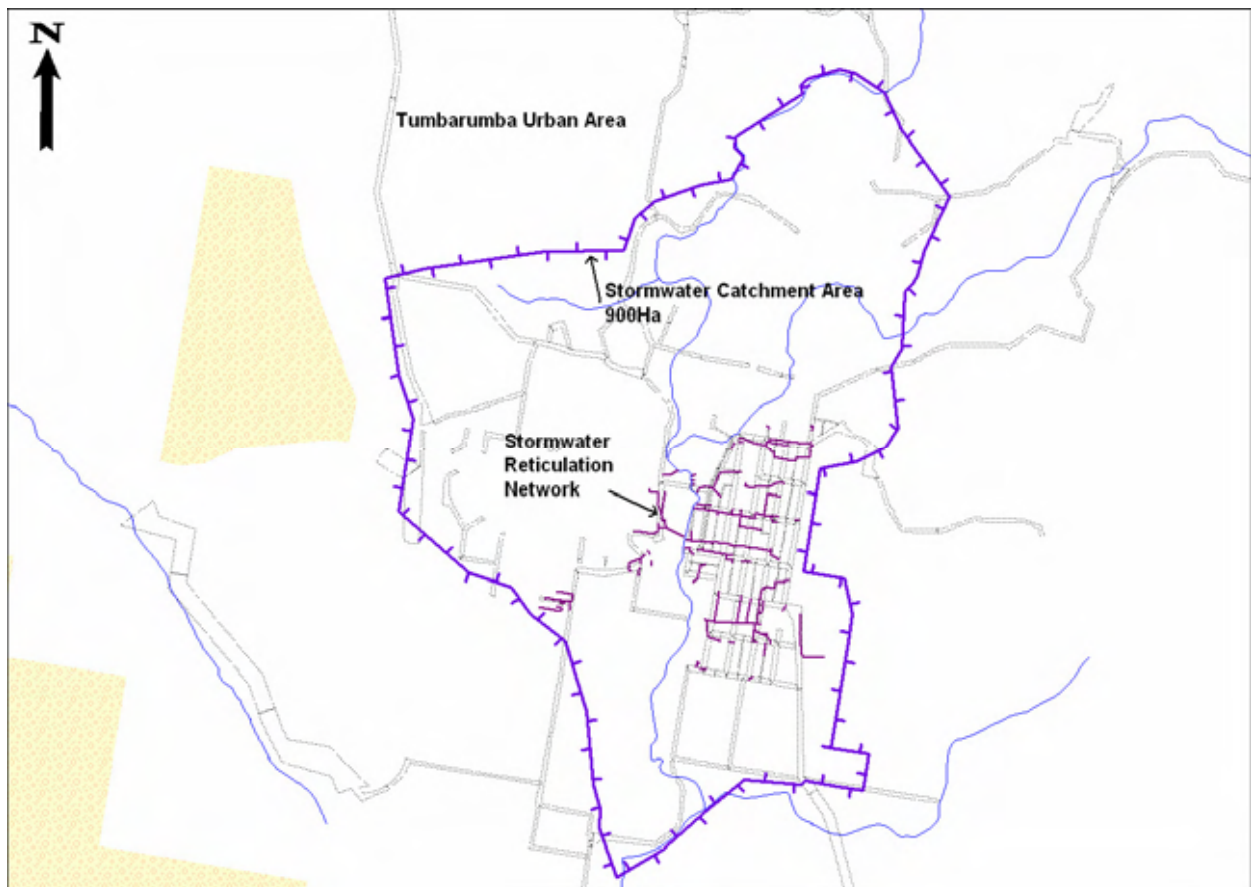 N
Tumbarumba Urban Area
Stormwater Catchment Area
900Ha
Stormwater
Reticulation
Network